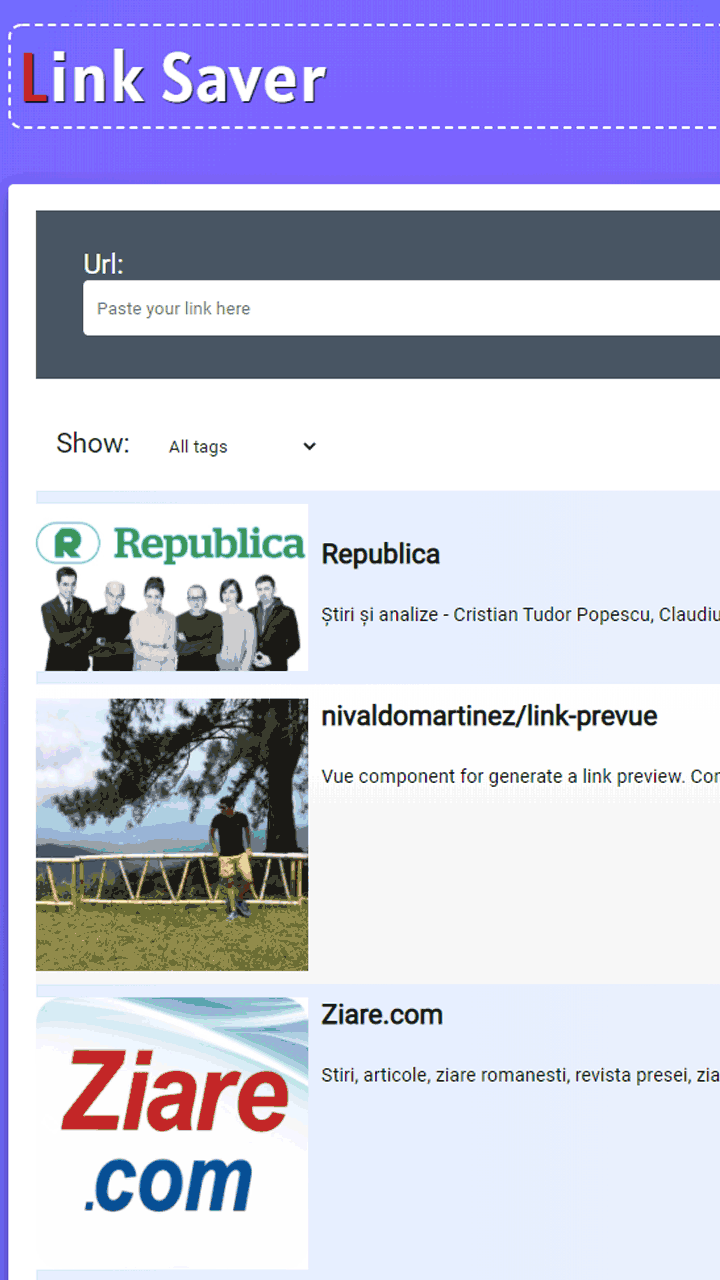 Link Saver
Url:
Paste your link here
Show:
All tags
R Republica
Republica
Știri și analize - Cristian Tudor Popescu, Claudiu
nivaldomartinez/link-prevue
Vue component for generate a link preview. Cor
Ziare
.com
Ziare.com
Stiri, articole, ziare romanesti, revista presei, zia